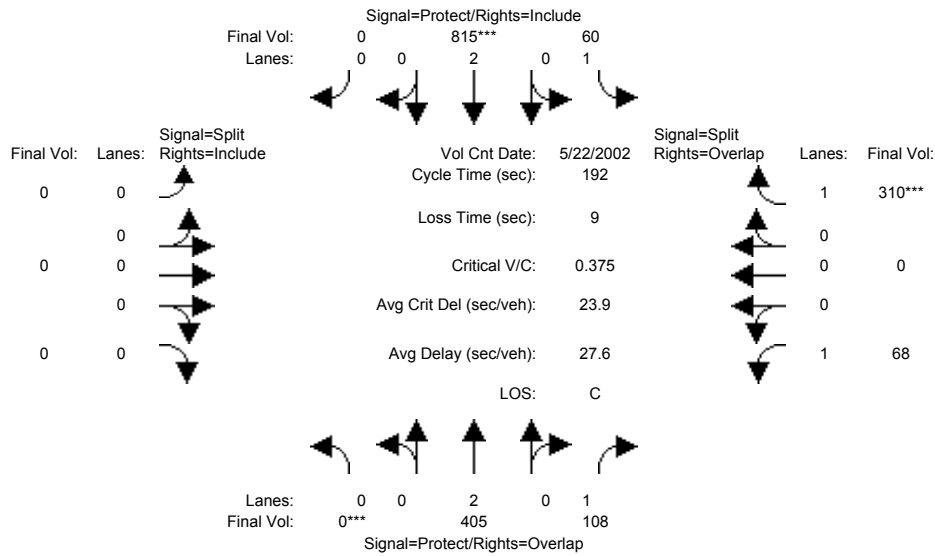 Signal=Protect/Rights=Include
Final Vol: 0 815*** 60
Lanes: 0 0 2 0 1
Signal=Split
Final Vol: Lanes: Rights=Include
Vol Cnt Date: 5/22/2002
Signal=Split
Rights=Overlap Lanes: Final Vol:
Cycle Time (sec): 192
0 0
1 310***
Loss Time (sec): 9
0
0
0 0
Critical V/C: 0.375
0 0
0
Avg Crit Del (sec/veh): 23.9
0
0 0
Avg Delay (sec/veh): 27.6
1 68
LOS: C
Lanes: 0 0 2 0 1
Final Vol: 0*** 405 108
Signal=Protect/Rights=Overlap